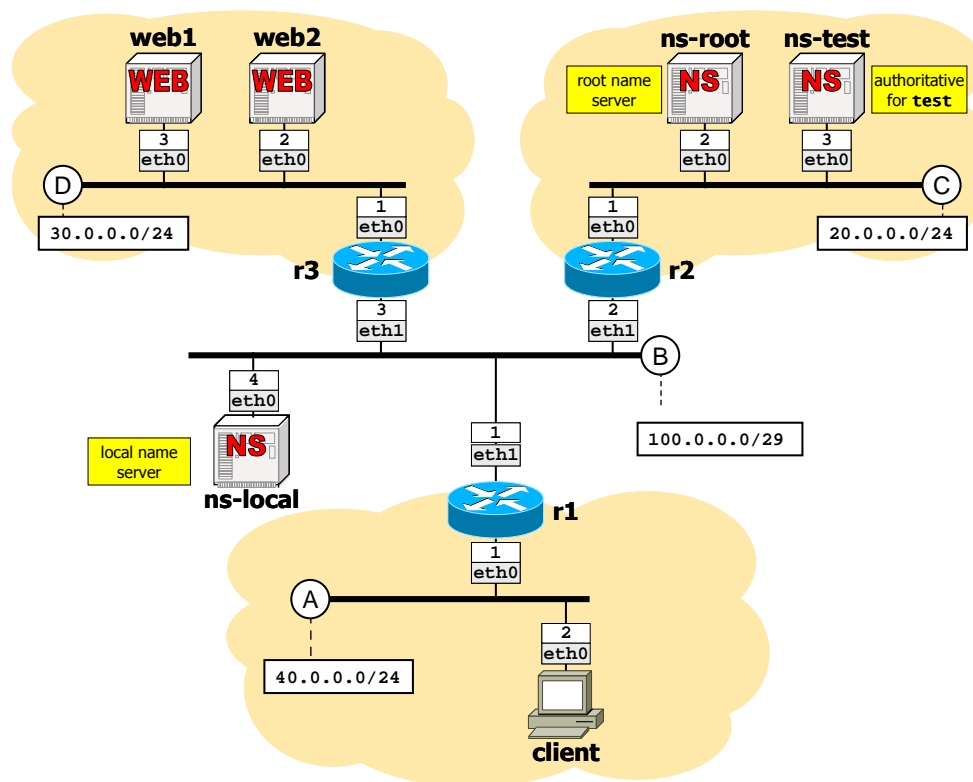 web1
web2
ns-root
ns-test
WEB
WEB
root name
server
NS
NS
authoritative
for test
3
eth0
2
eth0
2
eth0
3
eth0
D
C
30.0.0.0/24
1
eth0
1
eth0
20.0.0.0/24
r3
r2
3
eth1
2
eth1
B
4
eth0
100.0.0.0/29
local name
server
NS
ns-local
1
eth1
r1
1
eth0
A
2
eth0
40.0.0.0/24
client